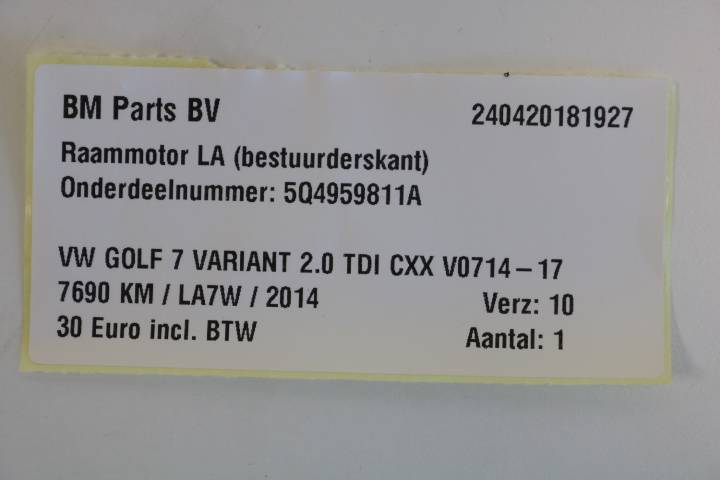 BM Parts BV 240420181927
Raammotor LA (bestuurderskant)
Onderdeelnummer: 5Q4959811A
VW GOLF 7 VARIANT 2.0 TDI CXX V0714-17
7690 KM / LA7W / 2014 Verz: 10
30 Euro incl. BTW Aantal: 1